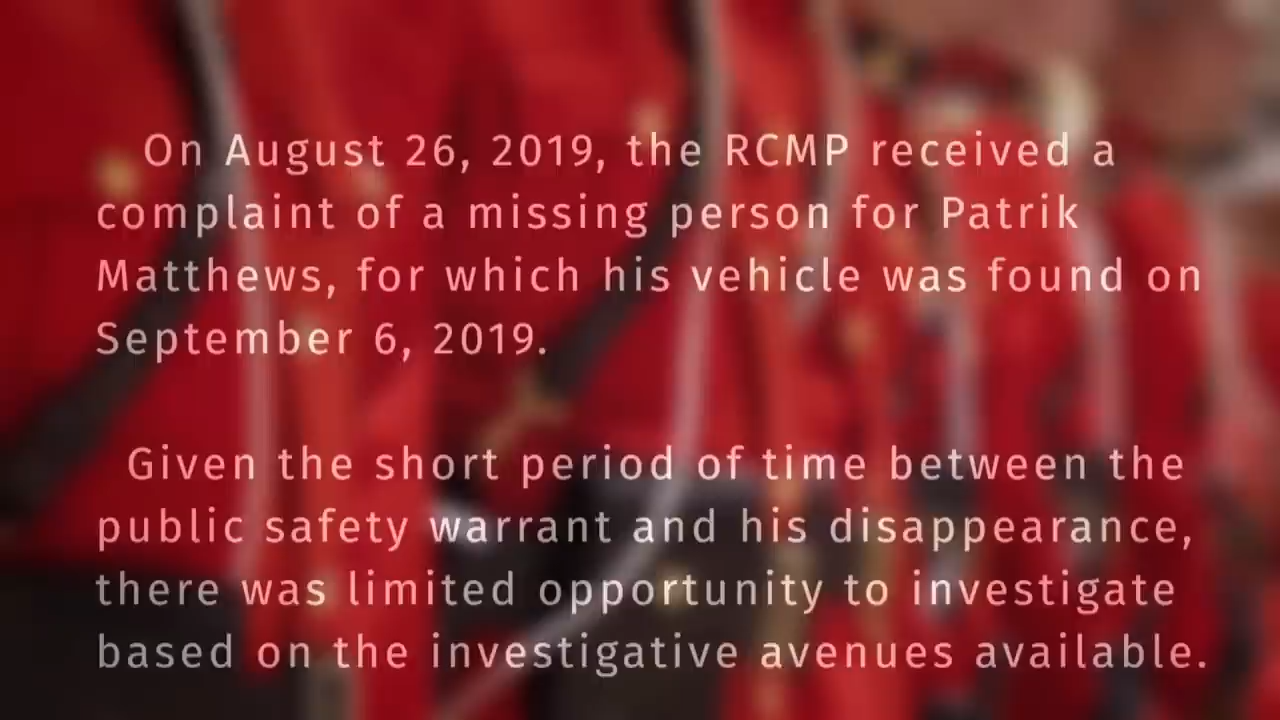 On August 26, 2019, the RCMP received a
complaint of a missing person for Patrik
Matthews, for which his vehicle was found on
September 6, 2019.
Given the short period of time between the
public safety warrant and his disappearance,
there was limited opportunity to investigate
based on the investigative avenues available.